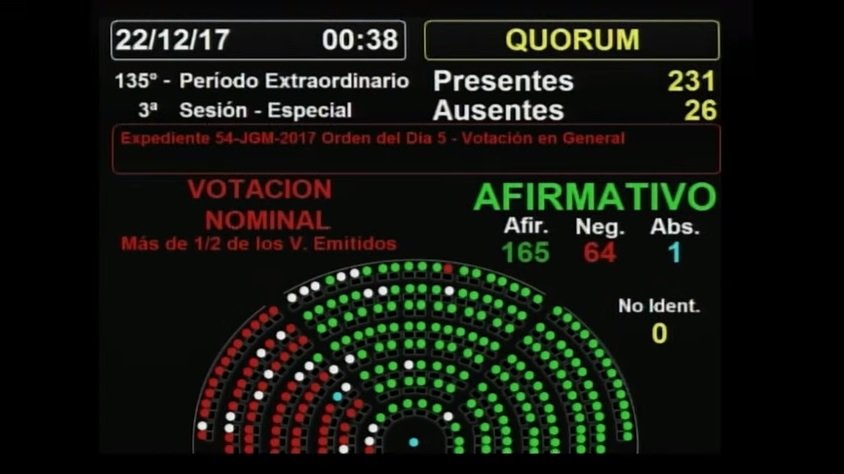 22/12/17 00:38
QUORUM
135º - Período Extraordinario
3ª Sesión - Especial
Presentes 231
Ausentes 26
Expediente 54-JGM-2017 Orden del Dia 5 - Votación en General
VOTACION
NOMINAL
Más de 1/2 de los V. Emitidos
AFIRMATIVO
Afir. Neg. Abs.
165 64 1
No Ident.
0